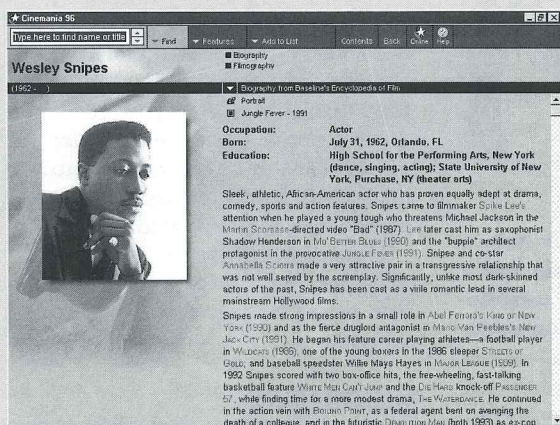 Cinemania 96
Type here to find name or title
Find
Features
Add to List
Contents
Back
Online
Help
Wesley Snipes
Biography
Filmography
(1962 - )
Biography from Baseline's Encyclopedia of Film
Portrait
Jungle Fever - 1991
Occupation: Actor
Born: July 31, 1962, Orlando, FL
Education: High School for the Performing Arts, New York
(dance, singing, acting); State University of New
York, Purchase, NY (theater arts)
Sleek, athletic, African-American actor who has proven equally adept at drama,
comedy, sports and action features. Snipes came to filmmaker Spike Lee's
attention when he played a young tough who threatens Michael Jackson in the
Martin Scorsese-directed video "Bad" (1987). Lee later cast him as saxophonist
Shadow Henderson in Mo' Better Blues (1990) and the "buppie" architect
protagonist in the provocative Jungle Fever (1991). Snipes and co-star
Annabella Sciorra made a very attractive pair in a transgressive relationship that
was not well served by the screenplay. Significantly, unlike most dark-skinned
actors of the past, Snipes has been cast as a virile romantic lead in several
mainstream Hollywood films.
Snipes made strong impressions in a small role in Abel Ferrara's King of New
York (1990) and as the fierce druglord antagonist in Mario Van Peebles's New
Jack City (1991). He began his feature career playing athletes—a football player
in Wildcats (1986), one of the young boxers in the 1986 sleeper Streets of
Gold, and baseball speedster Willie Mays Hayes in Major League (1989). In
1992 Snipes scored with two box-office hits, the free-wheeling, fast-talking
basketball feature White Men Can't Jump and the Die Hard knock-off Passenger
57, while finding time for a more modest drama, The Waterdance. He continued
in the action vein with Boiling Point, as a federal agent bent on avenging the
death of a collegue, and in the futuristic Demolition Man (both 1993) as ex-con